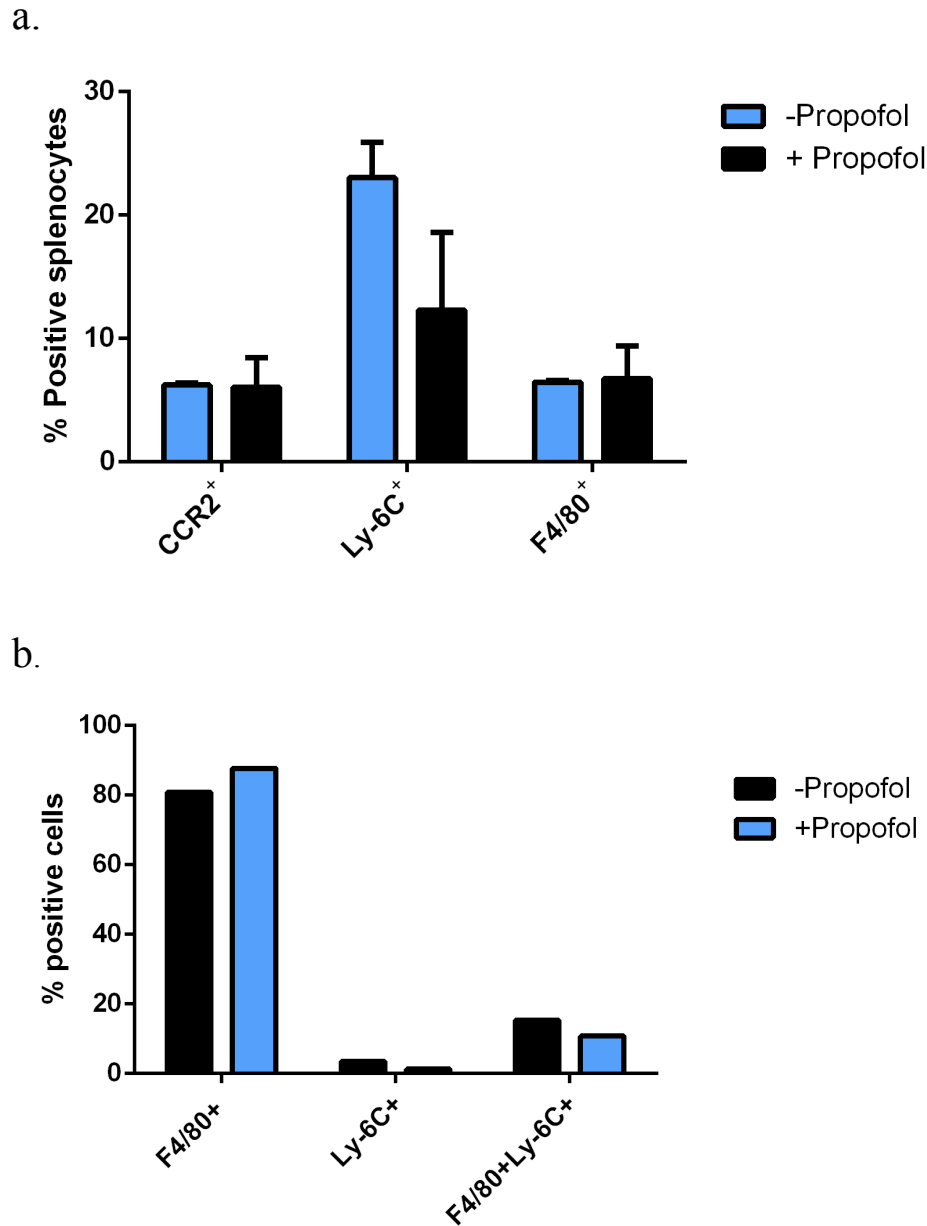 a.
% Positive splenocytes
30
20
10
0
CCR2⁺
Ly-6C⁺
F4/80⁺
-Propofol
+ Propofol
b.
% positive cells
100
80
60
40
20
0
F4/80+
Ly-6C+
F4/80+Ly-6C+
-Propofol
+Propofol